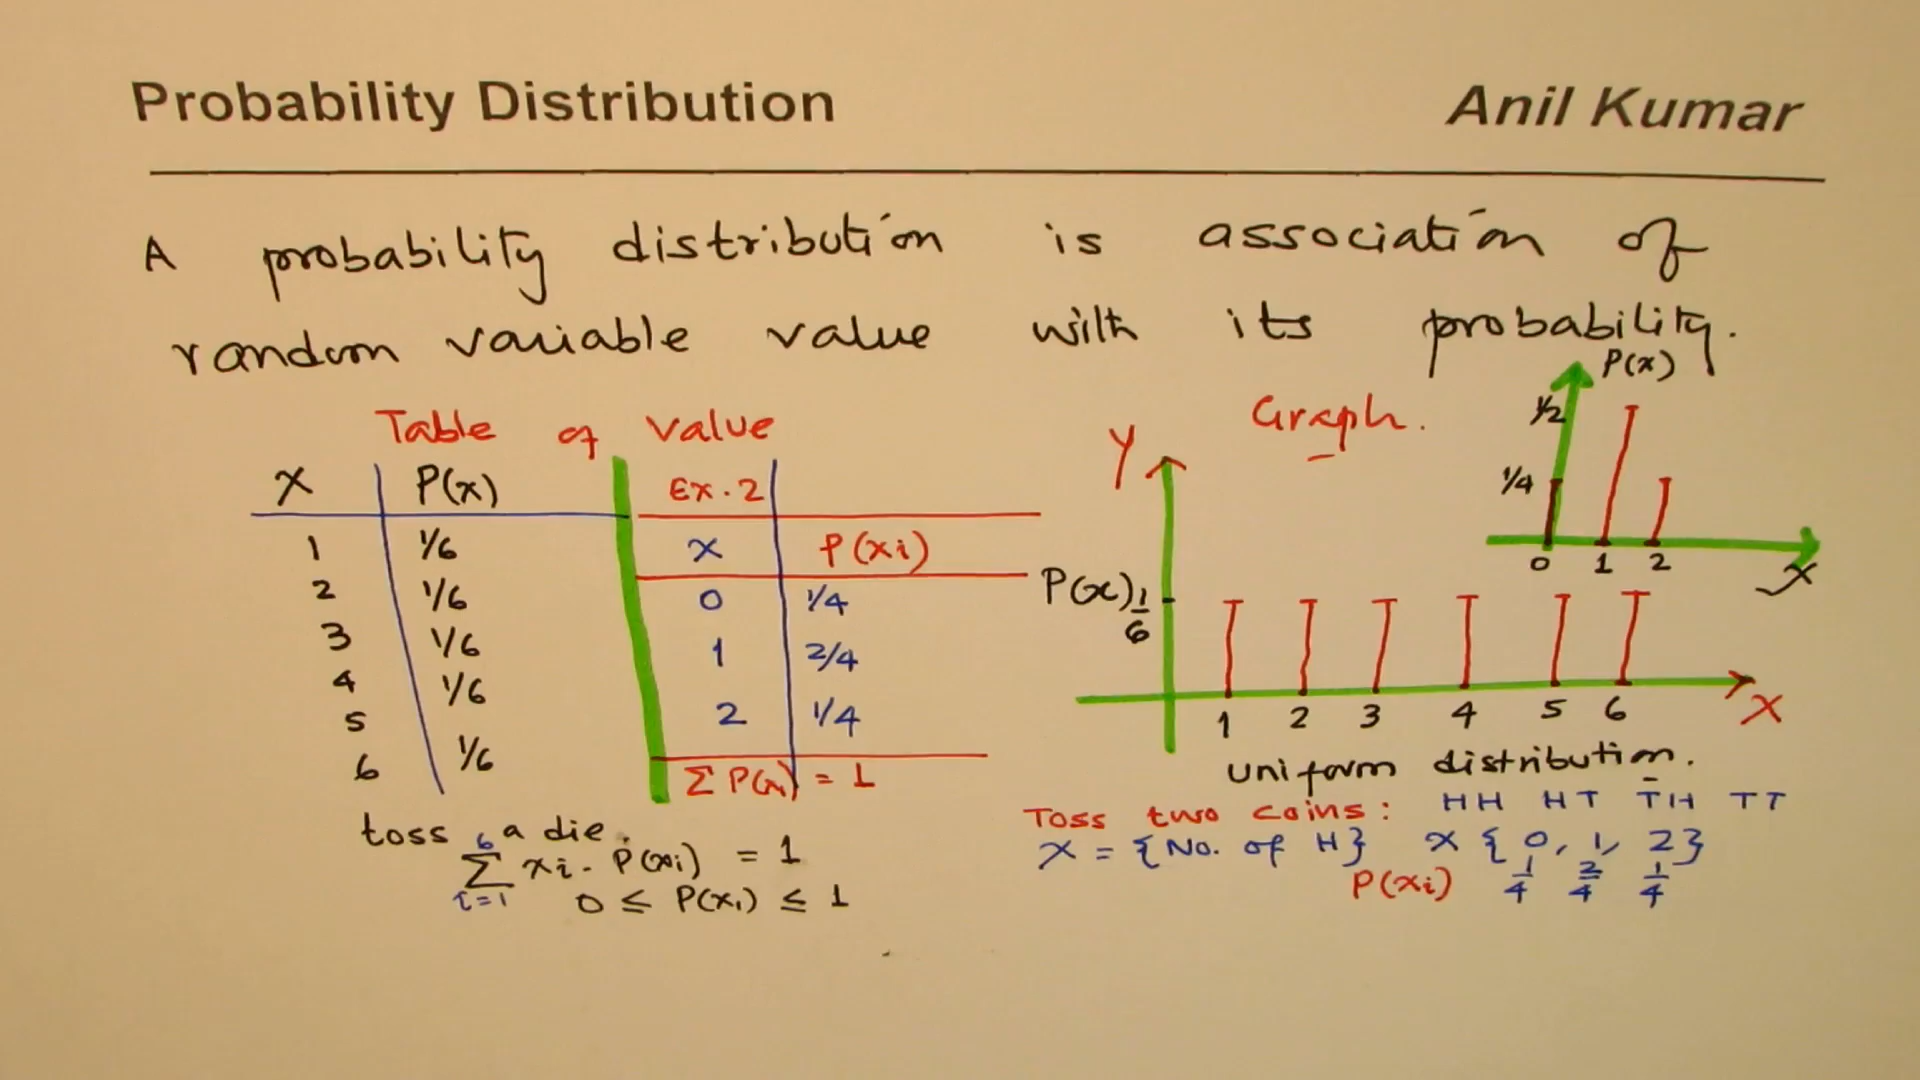 Probability Distribution
Anil Kumar
A probability distribution is association of
random variable value with its probability.
Table of Value
X P(x)
1 1/6
2 1/6
3 1/6
4 1/6
5
6 1/6
toss a die.
6
Σ xi · P(xi) = 1
i=1
0 ≤ P(x1) ≤ 1
Ex. 2
x P(xi)
0 1/4
1 2/4
2 1/4
Σ P(xi) = 1
Graph.
Y
P(x) 1/6
1 2 3 4 5 6 X
uniform distribution.
P(x)
1/2
1/4
0 1 2 x
Toss two coins: HH HT TH TT
X = {No. of H} x {0, 1, 2}
P(xi) 1/4 2/4 1/4